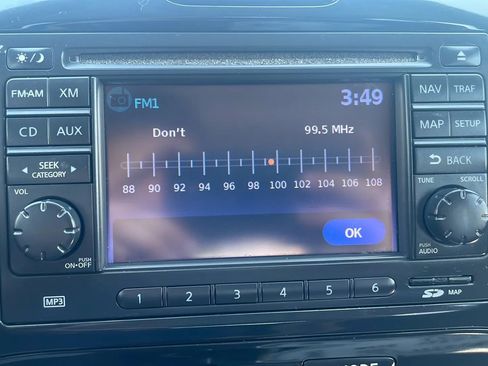 FM·AM XM
CD AUX
SEEK
CATEGORY
VOL
PUSH
ON·OFF
MP3
FM1 3:49
Don't 99.5 MHz
88 90 92 94 96 98 100 102 104 106 108
OK
1 2 3 4 5 6
NAV TRAF
MAP SETUP
BACK
TUNE SCROLL
PUSH
AUDIO
SD MAP